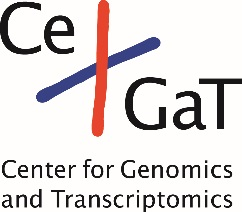 Ce
GaT
Center for Genomics
and Transcriptomics